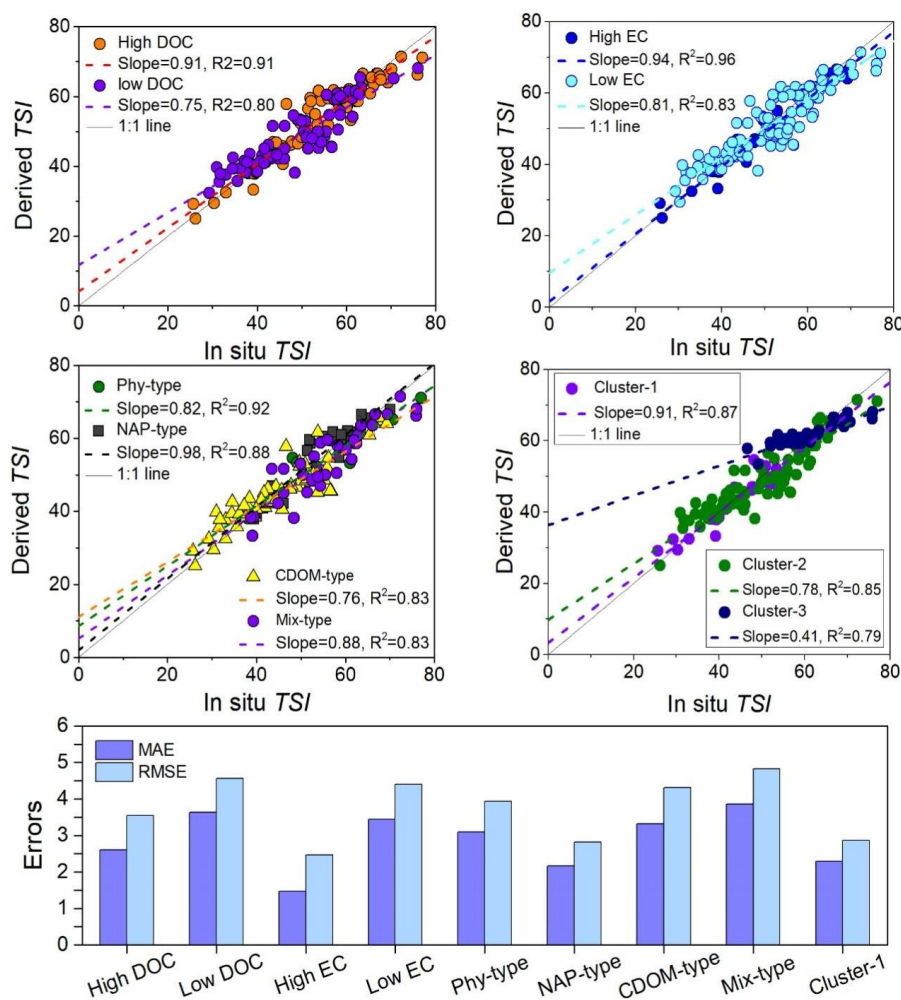 80
60
40
20
0
Derived TSI
High DOC
Slope=0.91, R2=0.91
low DOC
Slope=0.75, R2=0.80
1:1 line
0 20 40 60 80
In situ TSI
80
60
40
20
0
Derived TSI
High EC
Slope=0.94, R²=0.96
Low EC
Slope=0.81, R²=0.83
1:1 line
0 20 40 60 80
In situ TSI
80
60
40
20
0
Derived TSI
Phy-type
Slope=0.82, R²=0.92
NAP-type
Slope=0.98, R²=0.88
1:1 line
CDOM-type
Slope=0.76, R²=0.83
Mix-type
Slope=0.88, R²=0.83
0 20 40 60 80
In situ TSI
80
60
40
20
0
Derived TSI
Cluster-1
Slope=0.91, R²=0.87
1:1 line
Cluster-2
Slope=0.78, R²=0.85
Cluster-3
Slope=0.41, R²=0.79
0 20 40 60 80
In situ TSI
6
5
4
3
2
1
0
Errors
MAE
RMSE
High DOC Low DOC High EC Low EC Phy-type NAP-type CDOM-type Mix-type Cluster-1